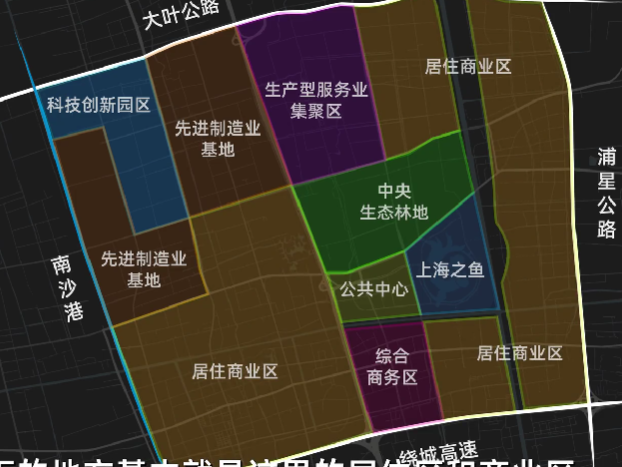 大叶公路
居住商业区
科技创新园区
生产型服务业
集聚区
先进制造业
基地
浦星公路
中央
生态林地
先进制造业
基地
南沙港
上海之鱼
公共中心
居住商业区
综合
商务区
居住商业区
绕城高速